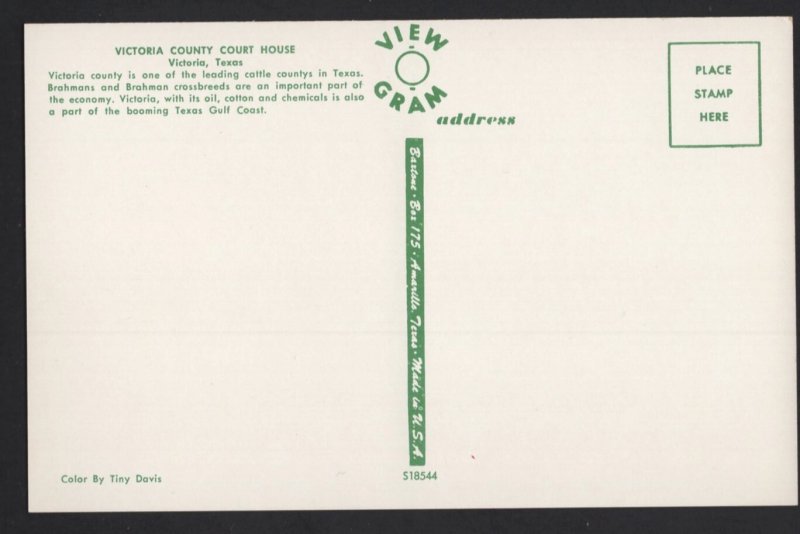 VICTORIA COUNTY COURT HOUSE
Victoria, Texas
Victoria county is one of the leading cattle countys in Texas.
Brahmans and Brahman crossbreeds are an important part of
the economy. Victoria, with its oil, cotton and chemicals is also
a part of the booming Texas Gulf Coast.
VIEW
GRAM
address
PLACE
STAMP
HERE
Baxtone · Box 175 · Amarillo, Texas · Made in U.S.A.
Color By Tiny Davis
S18544